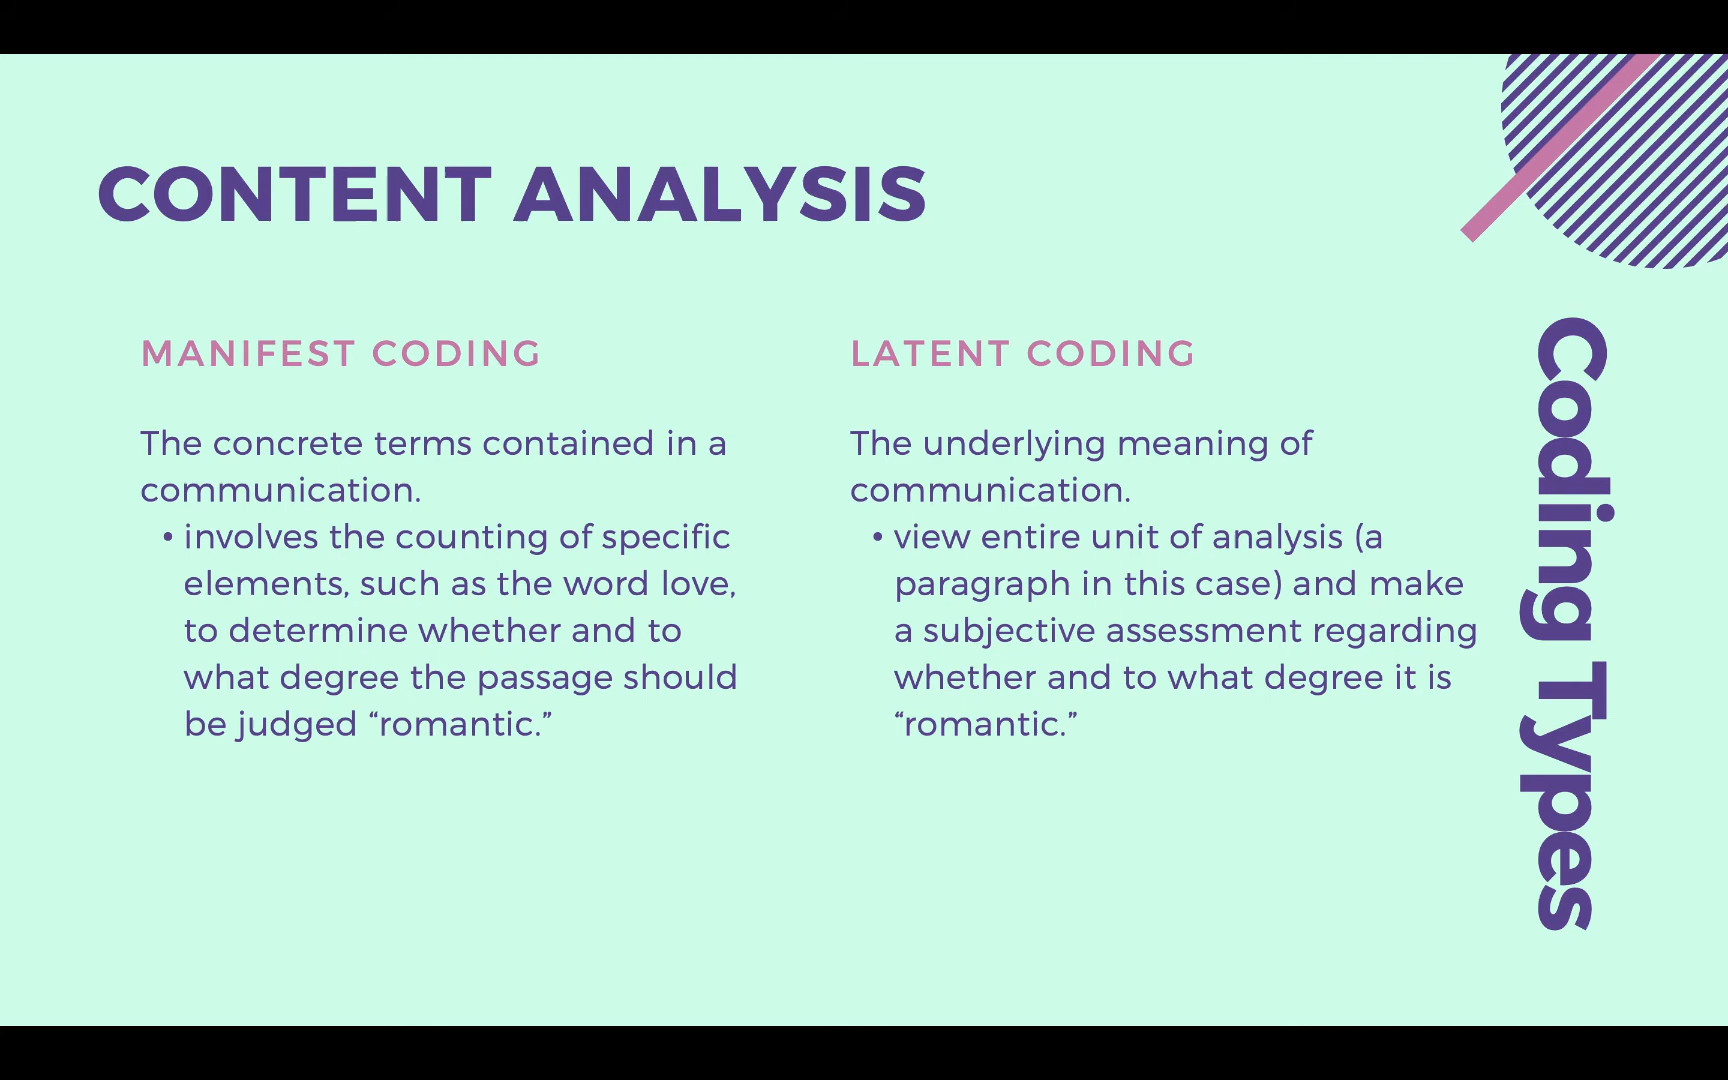 CONTENT ANALYSIS
MANIFEST CODING
The concrete terms contained in a
communication.
• involves the counting of specific
elements, such as the word love,
to determine whether and to
what degree the passage should
be judged “romantic.”
LATENT CODING
The underlying meaning of
communication.
• view entire unit of analysis (a
paragraph in this case) and make
a subjective assessment regarding
whether and to what degree it is
“romantic.”
Coding Types